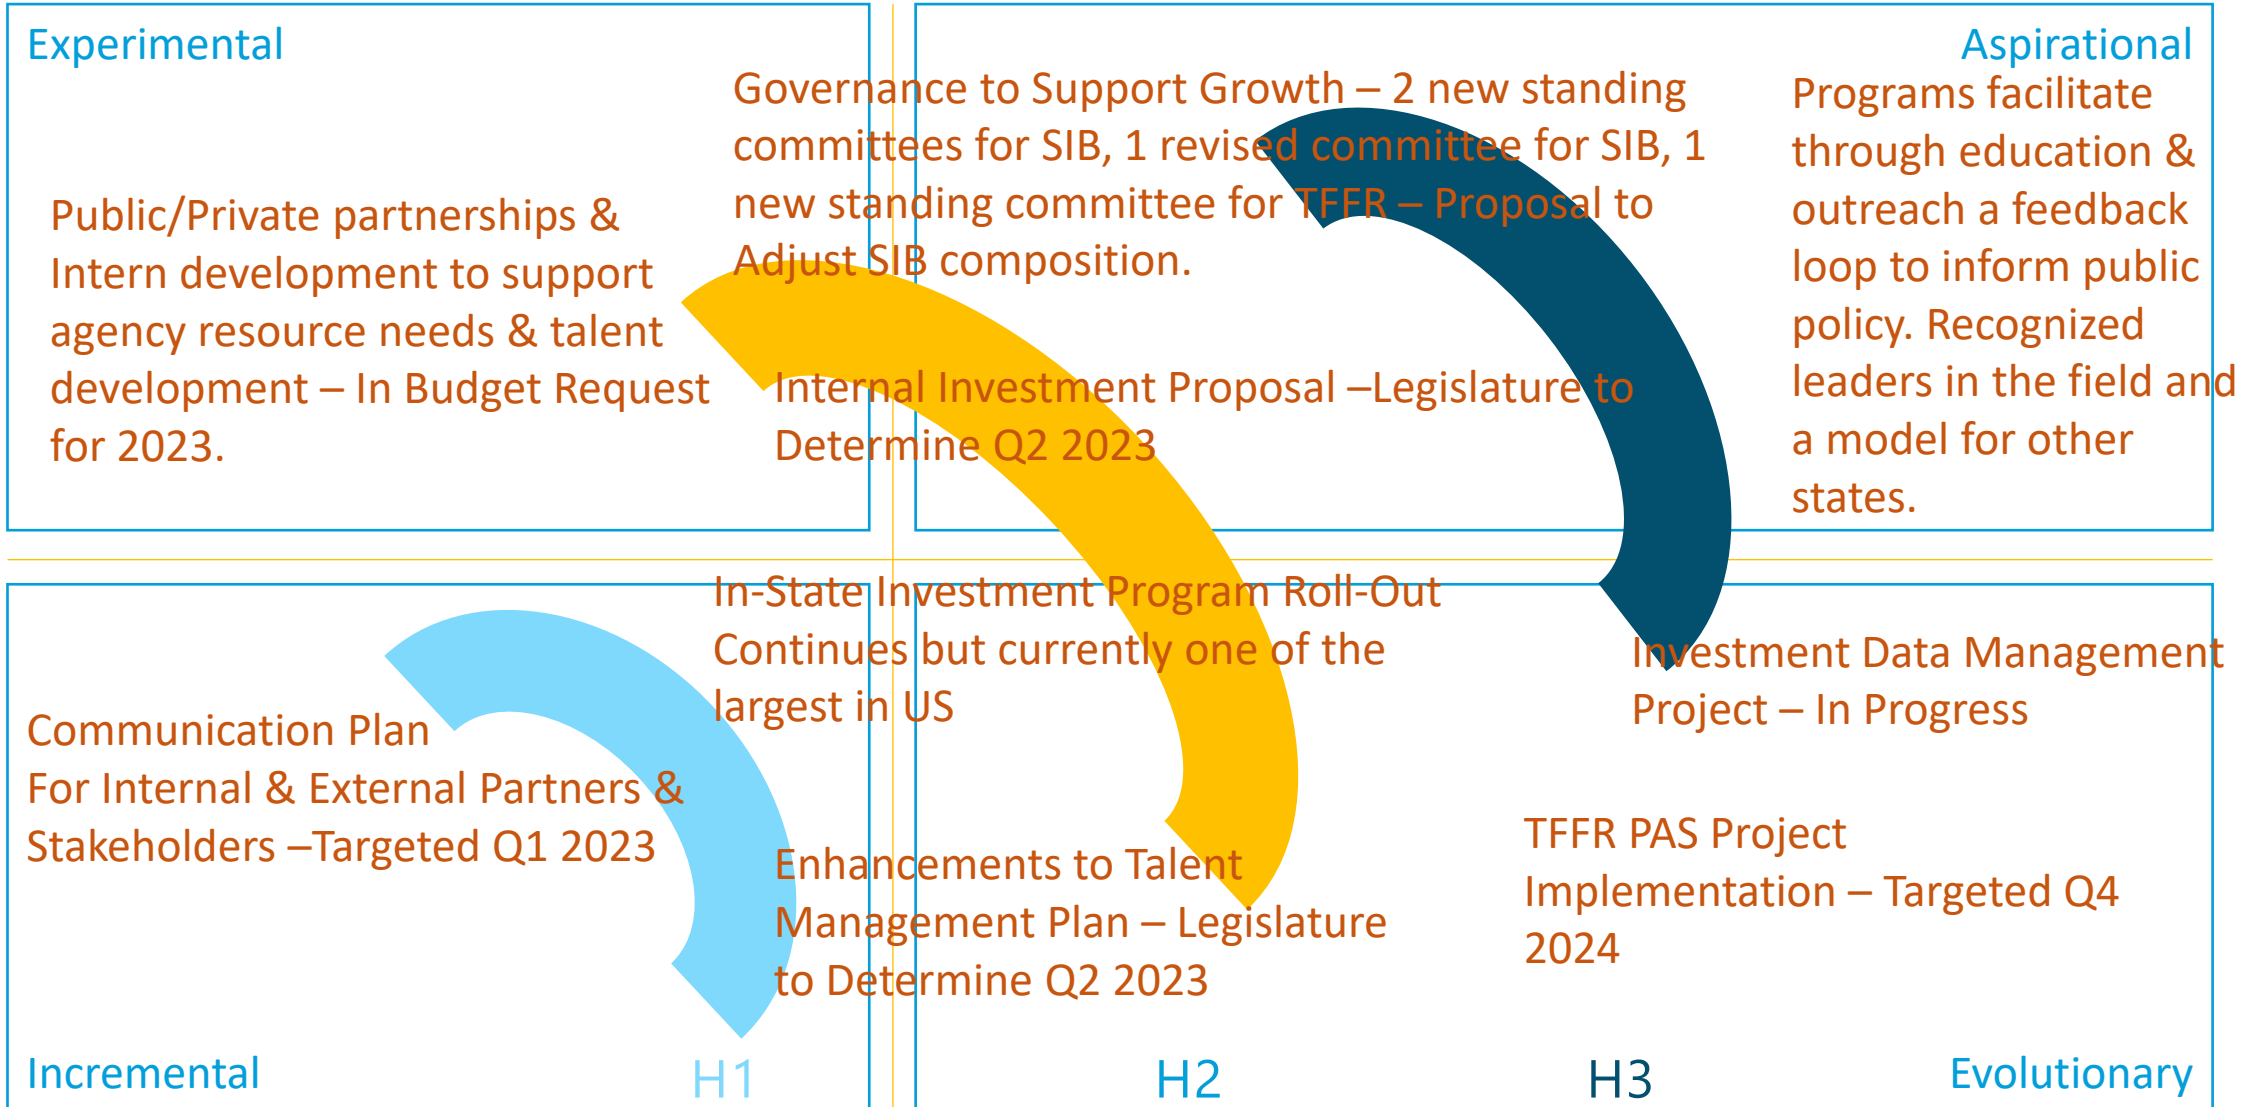 Experimental
Aspirational
Governance to Support Growth – 2 new standing
committees for SIB, 1 revised committee for SIB, 1
new standing committee for TFFR – Proposal to
Adjust SIB composition.
Programs facilitate
through education &
outreach a feedback
loop to inform public
policy. Recognized
leaders in the field and
a model for other
states.
Public/Private partnerships &
Intern development to support
agency resource needs & talent
development – In Budget Request
for 2023.
Internal Investment Proposal –Legislature to
Determine Q2 2023
In-State Investment Program Roll-Out
Continues but currently one of the
largest in US
Investment Data Management
Project – In Progress
Communication Plan
For Internal & External Partners &
Stakeholders –Targeted Q1 2023
Enhancements to Talent
Management Plan – Legislature
to Determine Q2 2023
TFFR PAS Project
Implementation – Targeted Q4
2024
Incremental
H1
H2
H3
Evolutionary